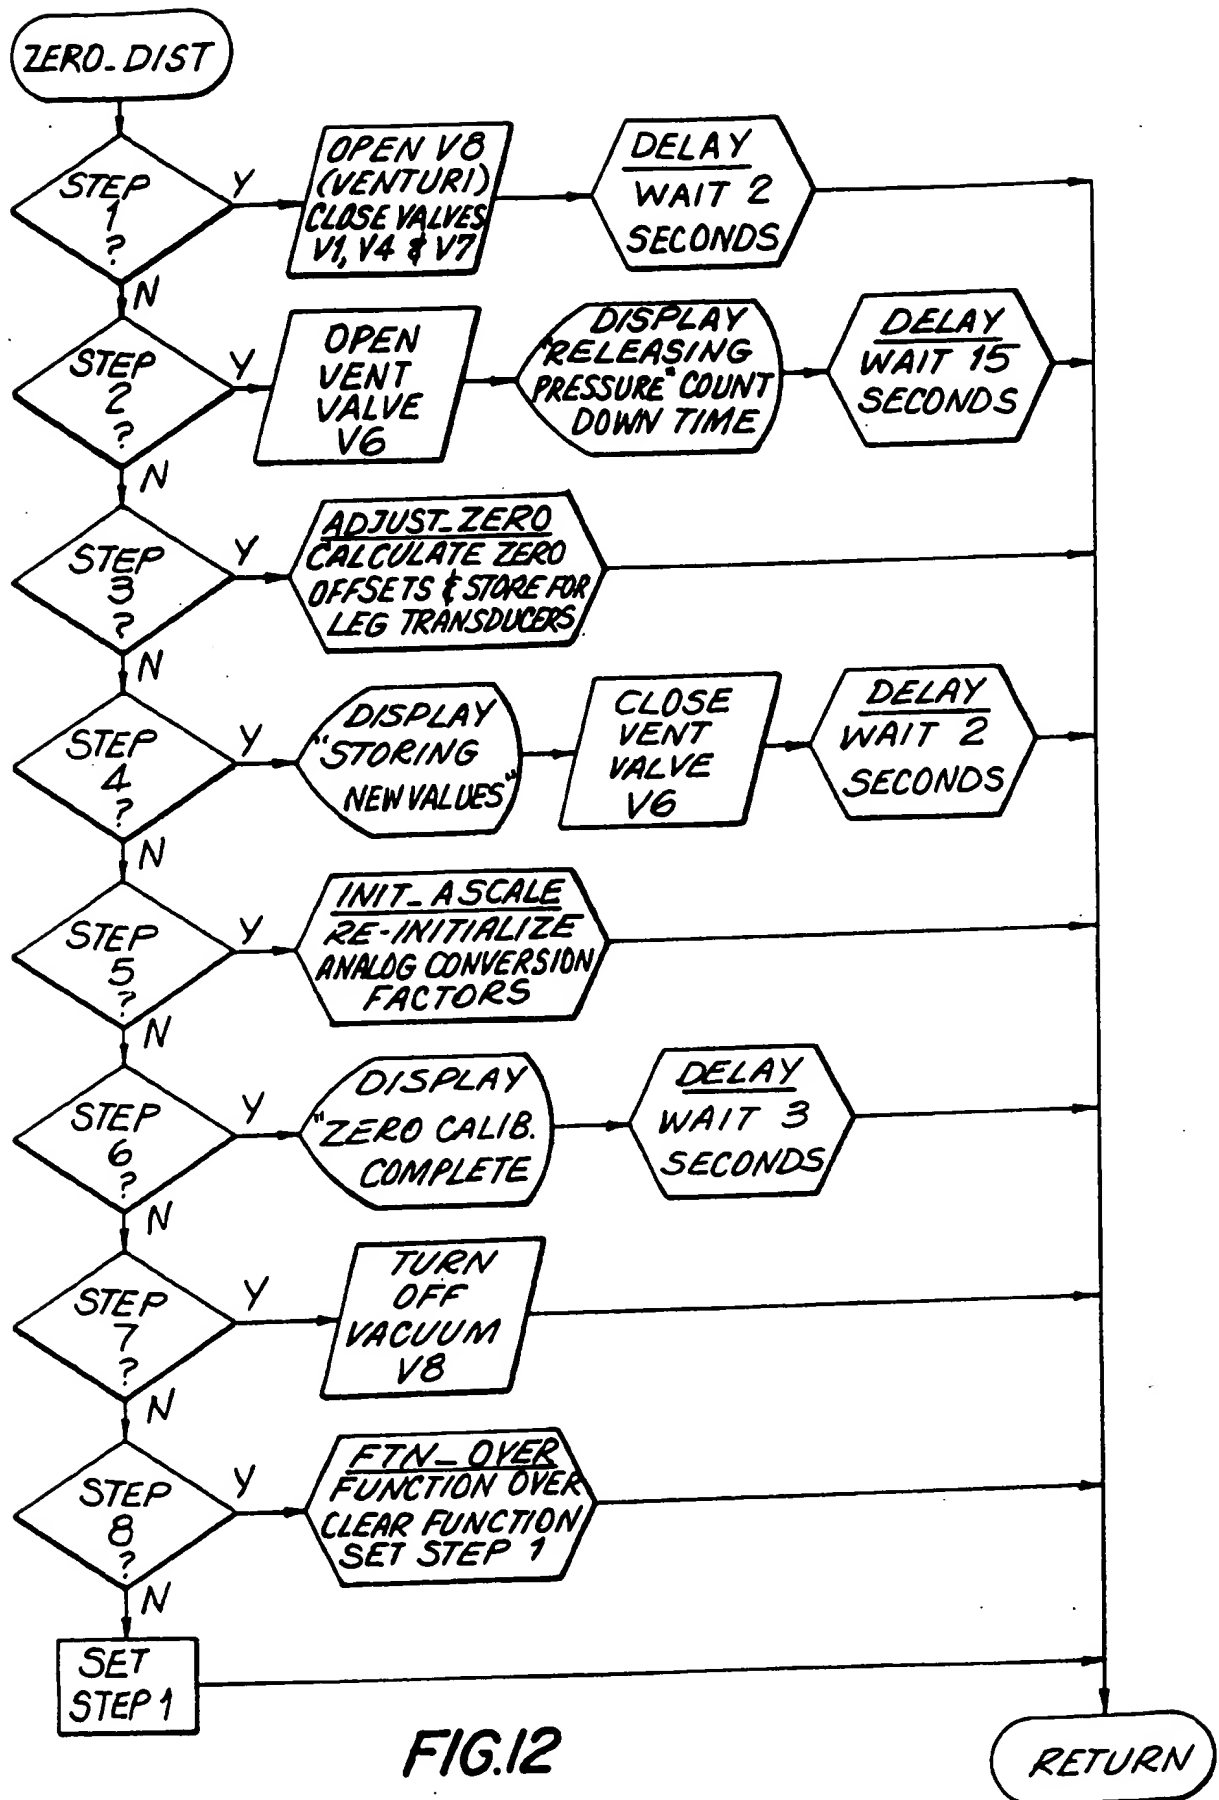 ZERO_DIST
STEP
1
?
Y
N
OPEN V8
(VENTURI)
CLOSE VALVES
V1, V4 & V7
DELAY
WAIT 2
SECONDS
STEP
2
?
Y
N
OPEN
VENT
VALVE
V6
DISPLAY
"RELEASING
PRESSURE" COUNT
DOWN TIME
DELAY
WAIT 15
SECONDS
STEP
3
?
Y
N
ADJUST_ZERO
CALCULATE ZERO
OFFSETS & STORE FOR
LEG TRANSDUCERS
STEP
4
?
Y
N
DISPLAY
"STORING
NEW VALUES"
CLOSE
VENT
VALVE
V6
DELAY
WAIT 2
SECONDS
STEP
5
?
Y
N
INIT_ASCALE
RE-INITIALIZE
ANALOG CONVERSION
FACTORS
STEP
6
?
Y
N
DISPLAY
"ZERO CALIB.
COMPLETE
DELAY
WAIT 3
SECONDS
STEP
7
?
Y
N
TURN
OFF
VACUUM
V8
STEP
8
?
Y
N
FTN_OVER
FUNCTION OVER
CLEAR FUNCTION
SET STEP 1
SET
STEP 1
RETURN
FIG.12